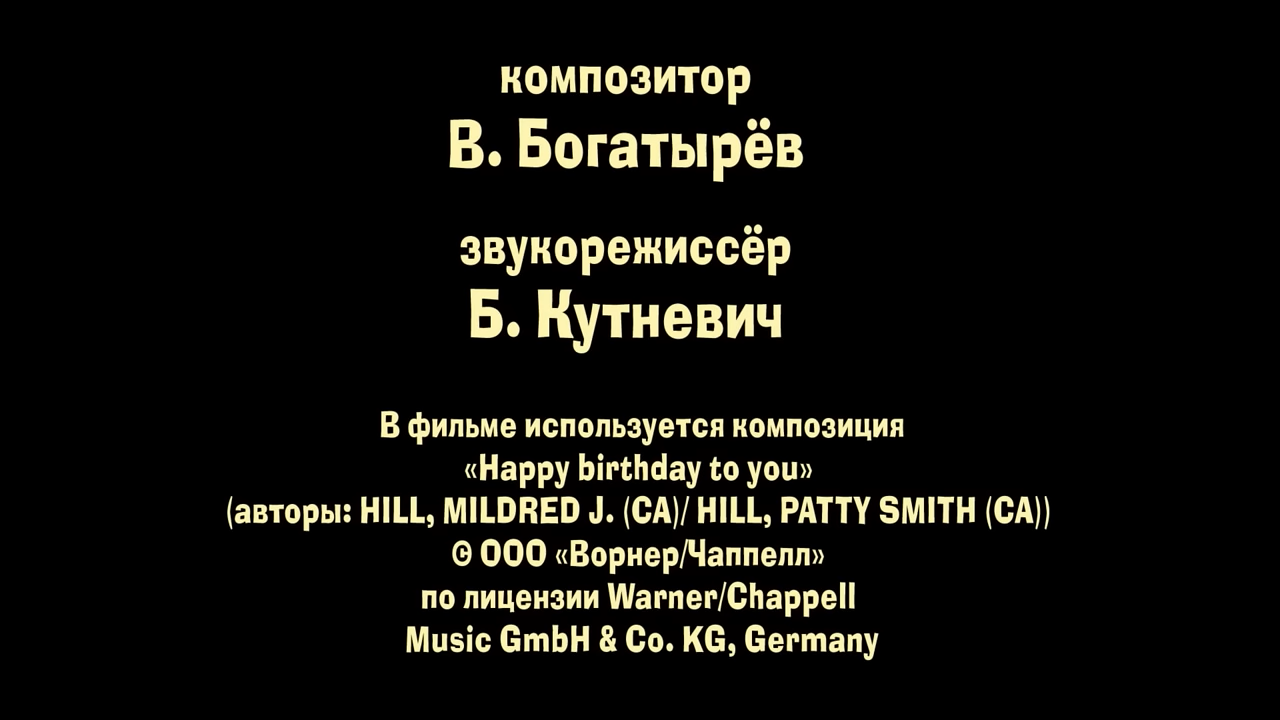 композитор
В. Богатырёв
звукорежиссёр
Б. Кутневич
В фильме используется композиция
«Happy birthday to you»
(авторы: HILL, MILDRED J. (CA)/ HILL, PATTY SMITH (CA))
© ООО «Ворнер/Чаппелл»
по лицензии Warner/Chappell
Music GmbH & Co. KG, Germany